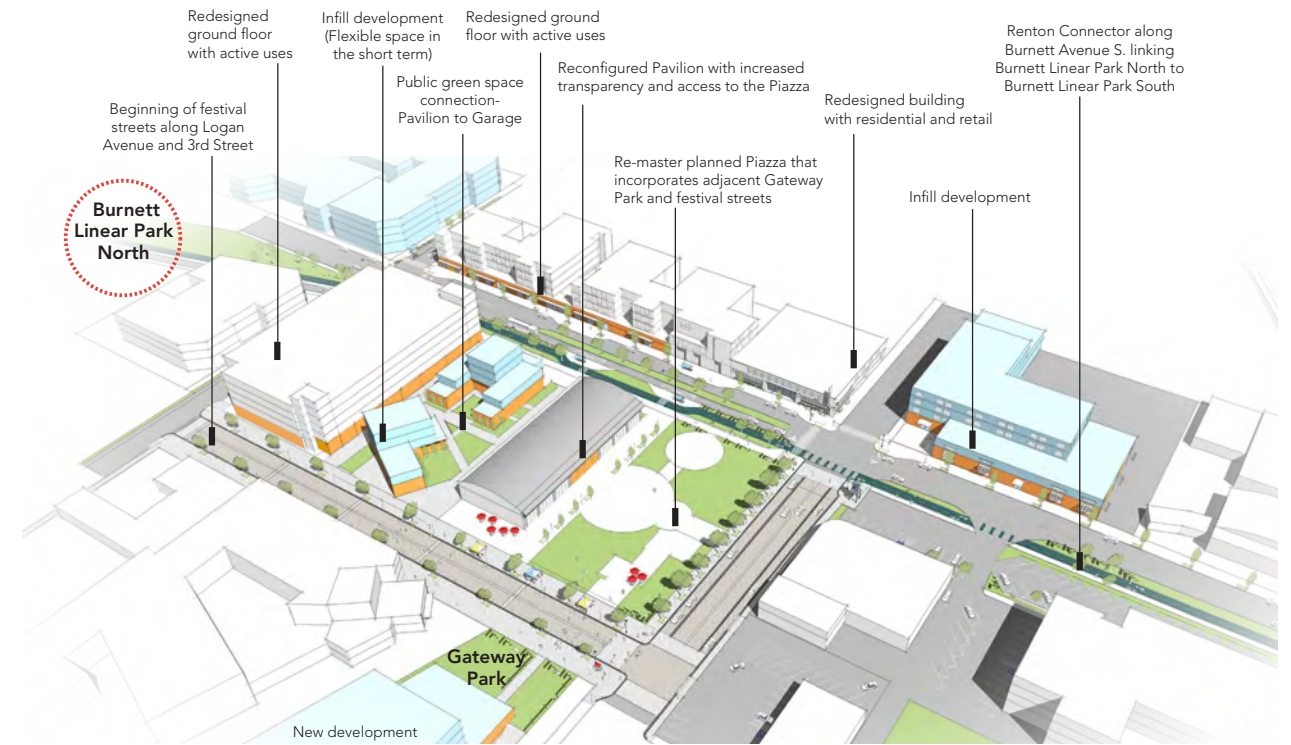 Redesigned
ground floor
with active uses
Infill development
(Flexible space in
the short term)
Redesigned ground
floor with active uses
Renton Connector along
Burnett Avenue S. linking
Burnett Linear Park North to
Burnett Linear Park South
Public green space
connection-
Pavilion to Garage
Reconfigured Pavilion with increased
transparency and access to the Piazza
Beginning of festival
streets along Logan
Avenue and 3rd Street
Redesigned building
with residential and retail
Re-master planned Piazza that
incorporates adjacent Gateway
Park and festival streets
Infill development
Burnett
Linear Park
North
Gateway
Park
New development